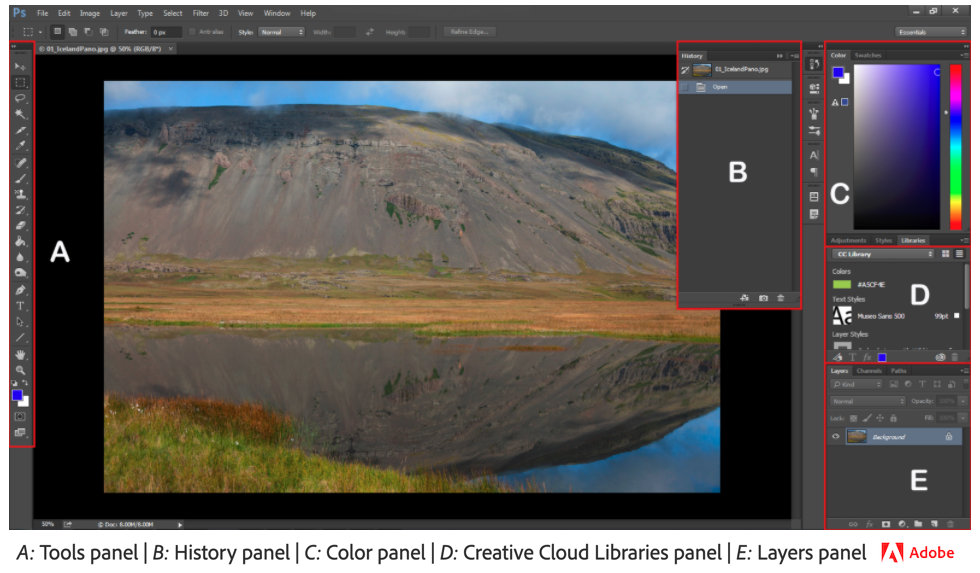 Ps File Edit Image Layer Type Select Filter 3D View Window Help
Feather: 0 px Anti-alias Style: Normal Width: Height: Refine Edge... Essentials
© 01_IcelandPano.jpg @ 50% (RGB/8*) ×
History
01_IcelandPano.jpg
Open
Color Swatches
A
B
C
Adjustments Styles Libraries
CC Library
Colors
#A5CF4E
Text Styles
Aa Museo Sans 500 99pt
Layer Styles
D
Layers Channels Paths
Kind
Normal Opacity: 100%
Lock: Fill: 100%
Background
E
50% Doc: 8.00M/8.00M
A: Tools panel | B: History panel | C: Color panel | D: Creative Cloud Libraries panel | E: Layers panel Adobe